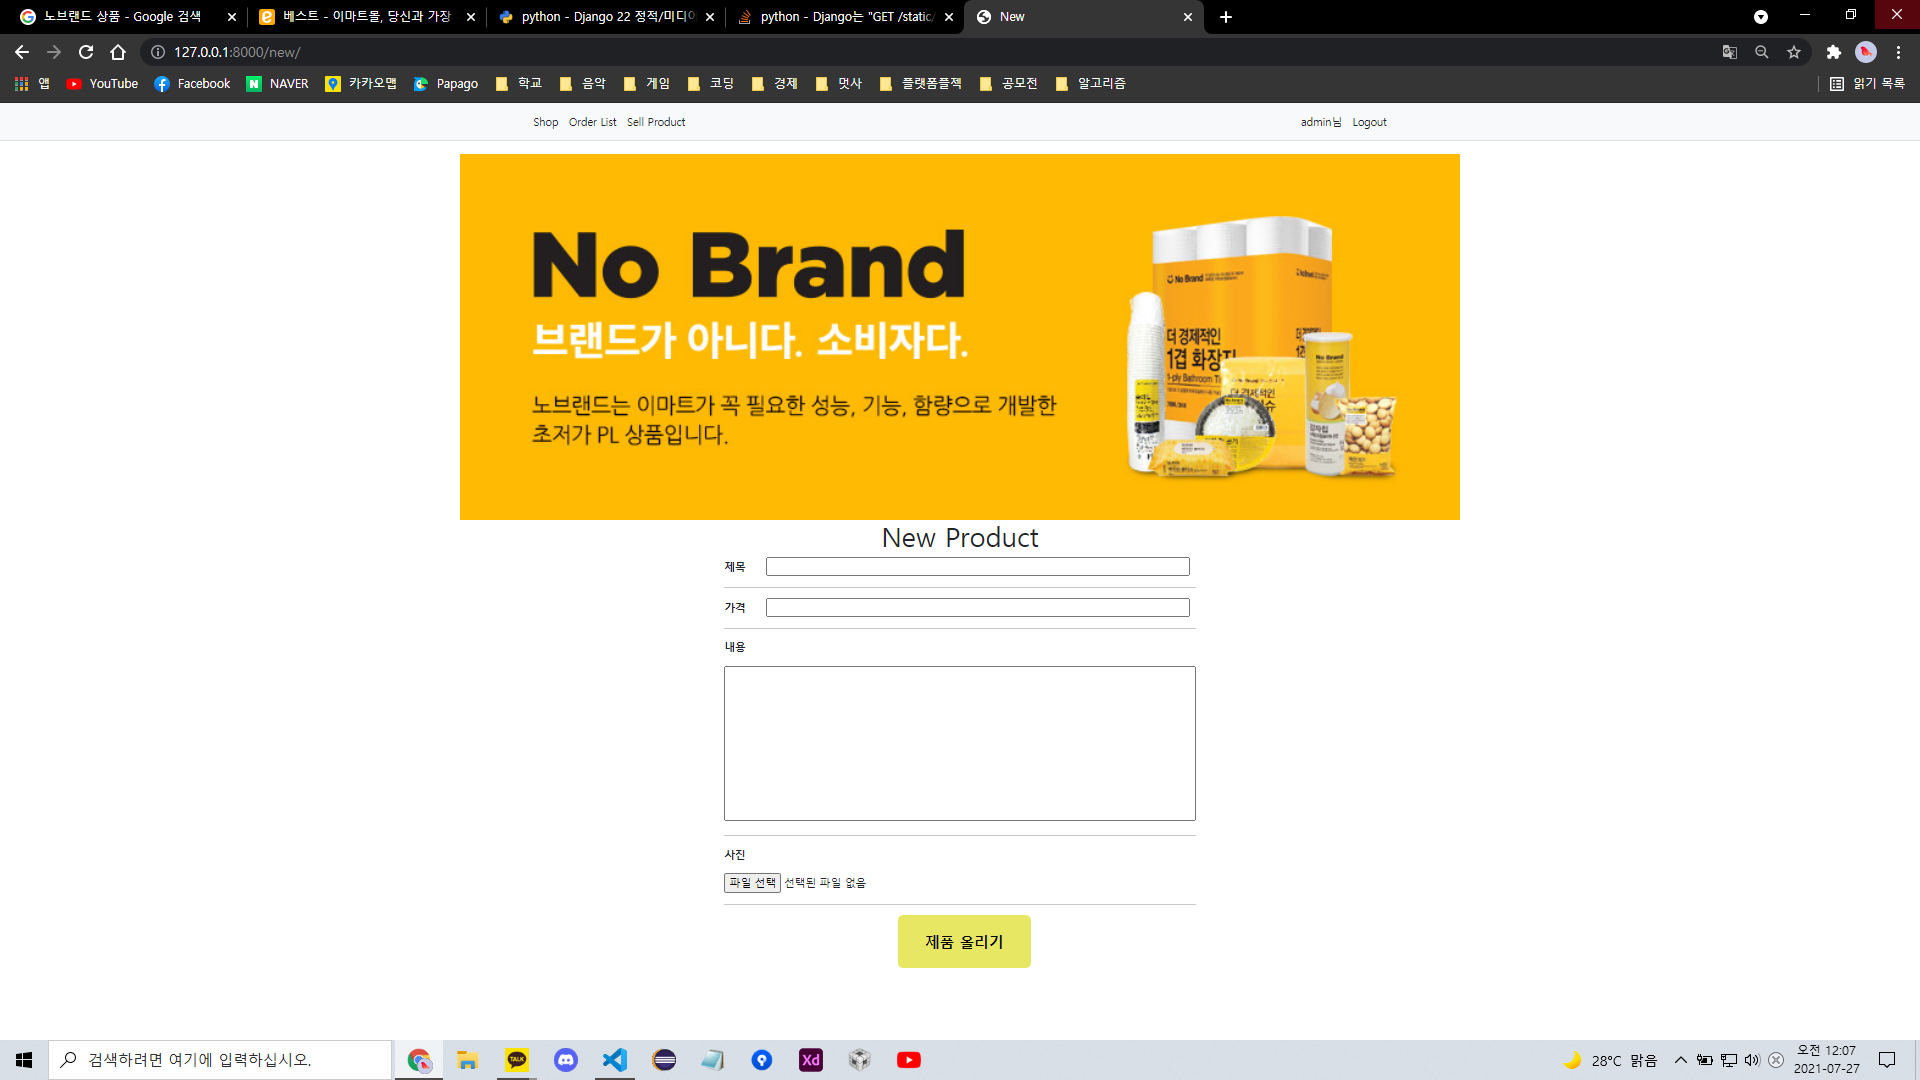 노브랜드 상품 - Google 검색
베스트 - 이마트몰, 당신과 가장
python - Django 22 정적/미디어
python - Django는 "GET /static/
New
127.0.0.1:8000/new/
앱 YouTube Facebook NAVER 카카오맵 Papago 학교 음악 게임 코딩 경제 멋사 플랫폼플젝 공모전 알고리즘 읽기 목록
Shop Order List Sell Product admin님 Logout
No Brand
브랜드가 아니다. 소비자다.
노브랜드는 이마트가 꼭 필요한 성능, 기능, 함량으로 개발한
초저가 PL 상품입니다.
No Brand
더 경제적인
1겹 화장지
No Brand
New Product
제목
가격
내용
사진
파일 선택 선택된 파일 없음
제품 올리기
검색하려면 여기에 입력하십시오.
TALK
Xd
28°C 맑음
오전 12:07
2021-07-27